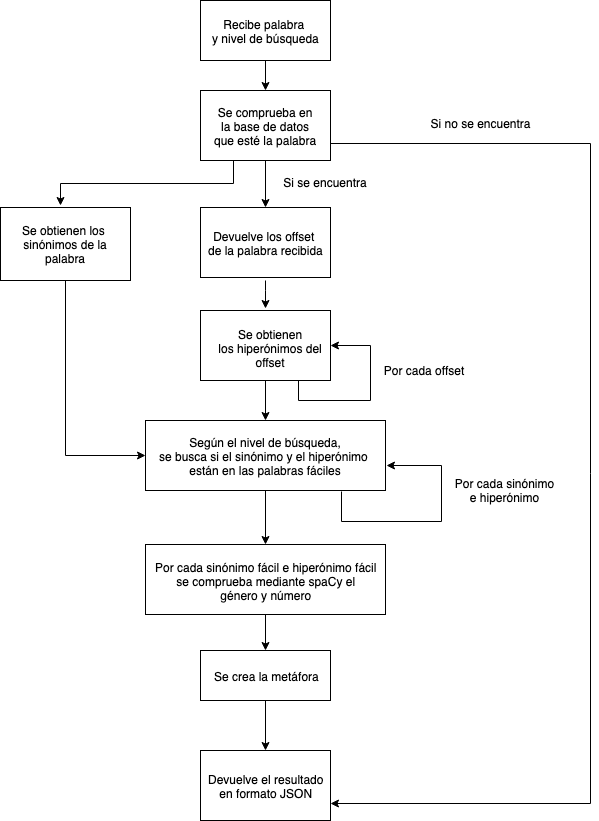 Recibe palabra
y nivel de búsqueda
Se comprueba en
la base de datos
que esté la palabra
Si no se encuentra
Si se encuentra
Se obtienen los
sinónimos de la
palabra
Devuelve los offset
de la palabra recibida
Se obtienen
los hiperónimos del
offset
Por cada offset
Según el nivel de búsqueda,
se busca si el sinónimo y el hiperónimo
están en las palabras fáciles
Por cada sinónimo
e hiperónimo
Por cada sinónimo fácil e hiperónimo fácil
se comprueba mediante spaCy el
género y número
Se crea la metáfora
Devuelve el resultado
en formato JSON